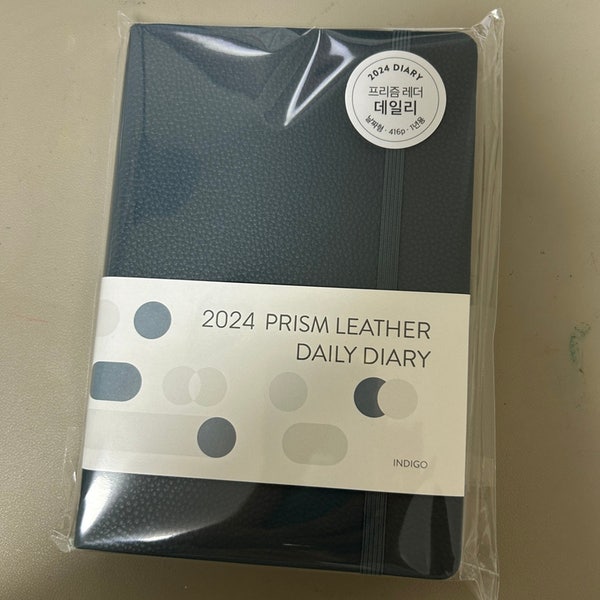 2024 DIARY
프리즘 레더
데일리
날짜형 · 416p · 1년용
2024 PRISM LEATHER
DAILY DIARY
INDIGO